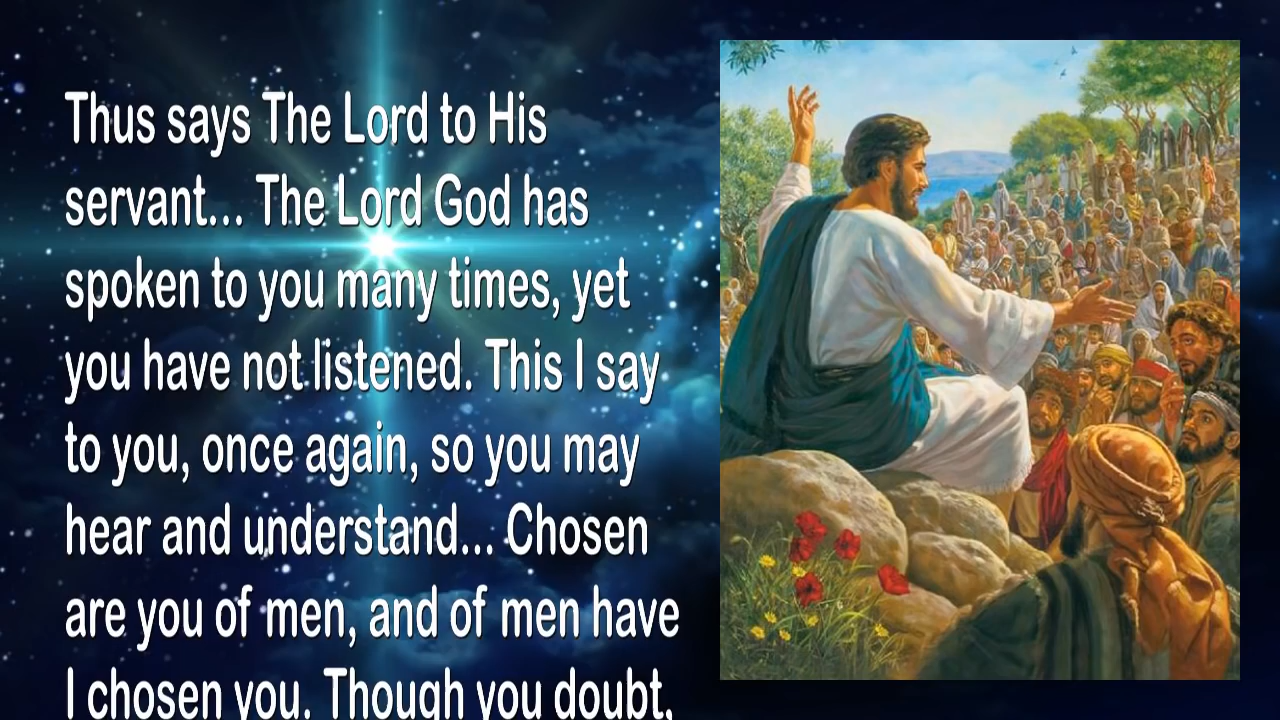 Thus says The Lord to His
servant... The Lord God has
spoken to you many times, yet
you have not listened. This I say
to you, once again, so you may
hear and understand... Chosen
are you of men, and of men have
I chosen you. Though you doubt,